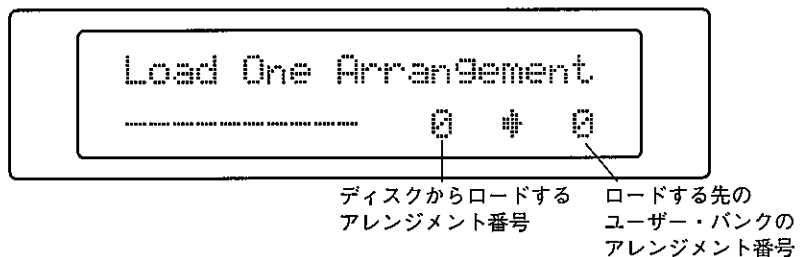 Load One Arrangement
------------- 0 ➧ 0
ディスクからロードする
アレンジメント番号
ロードする先の
ユーザー・バンクの
アレンジメント番号